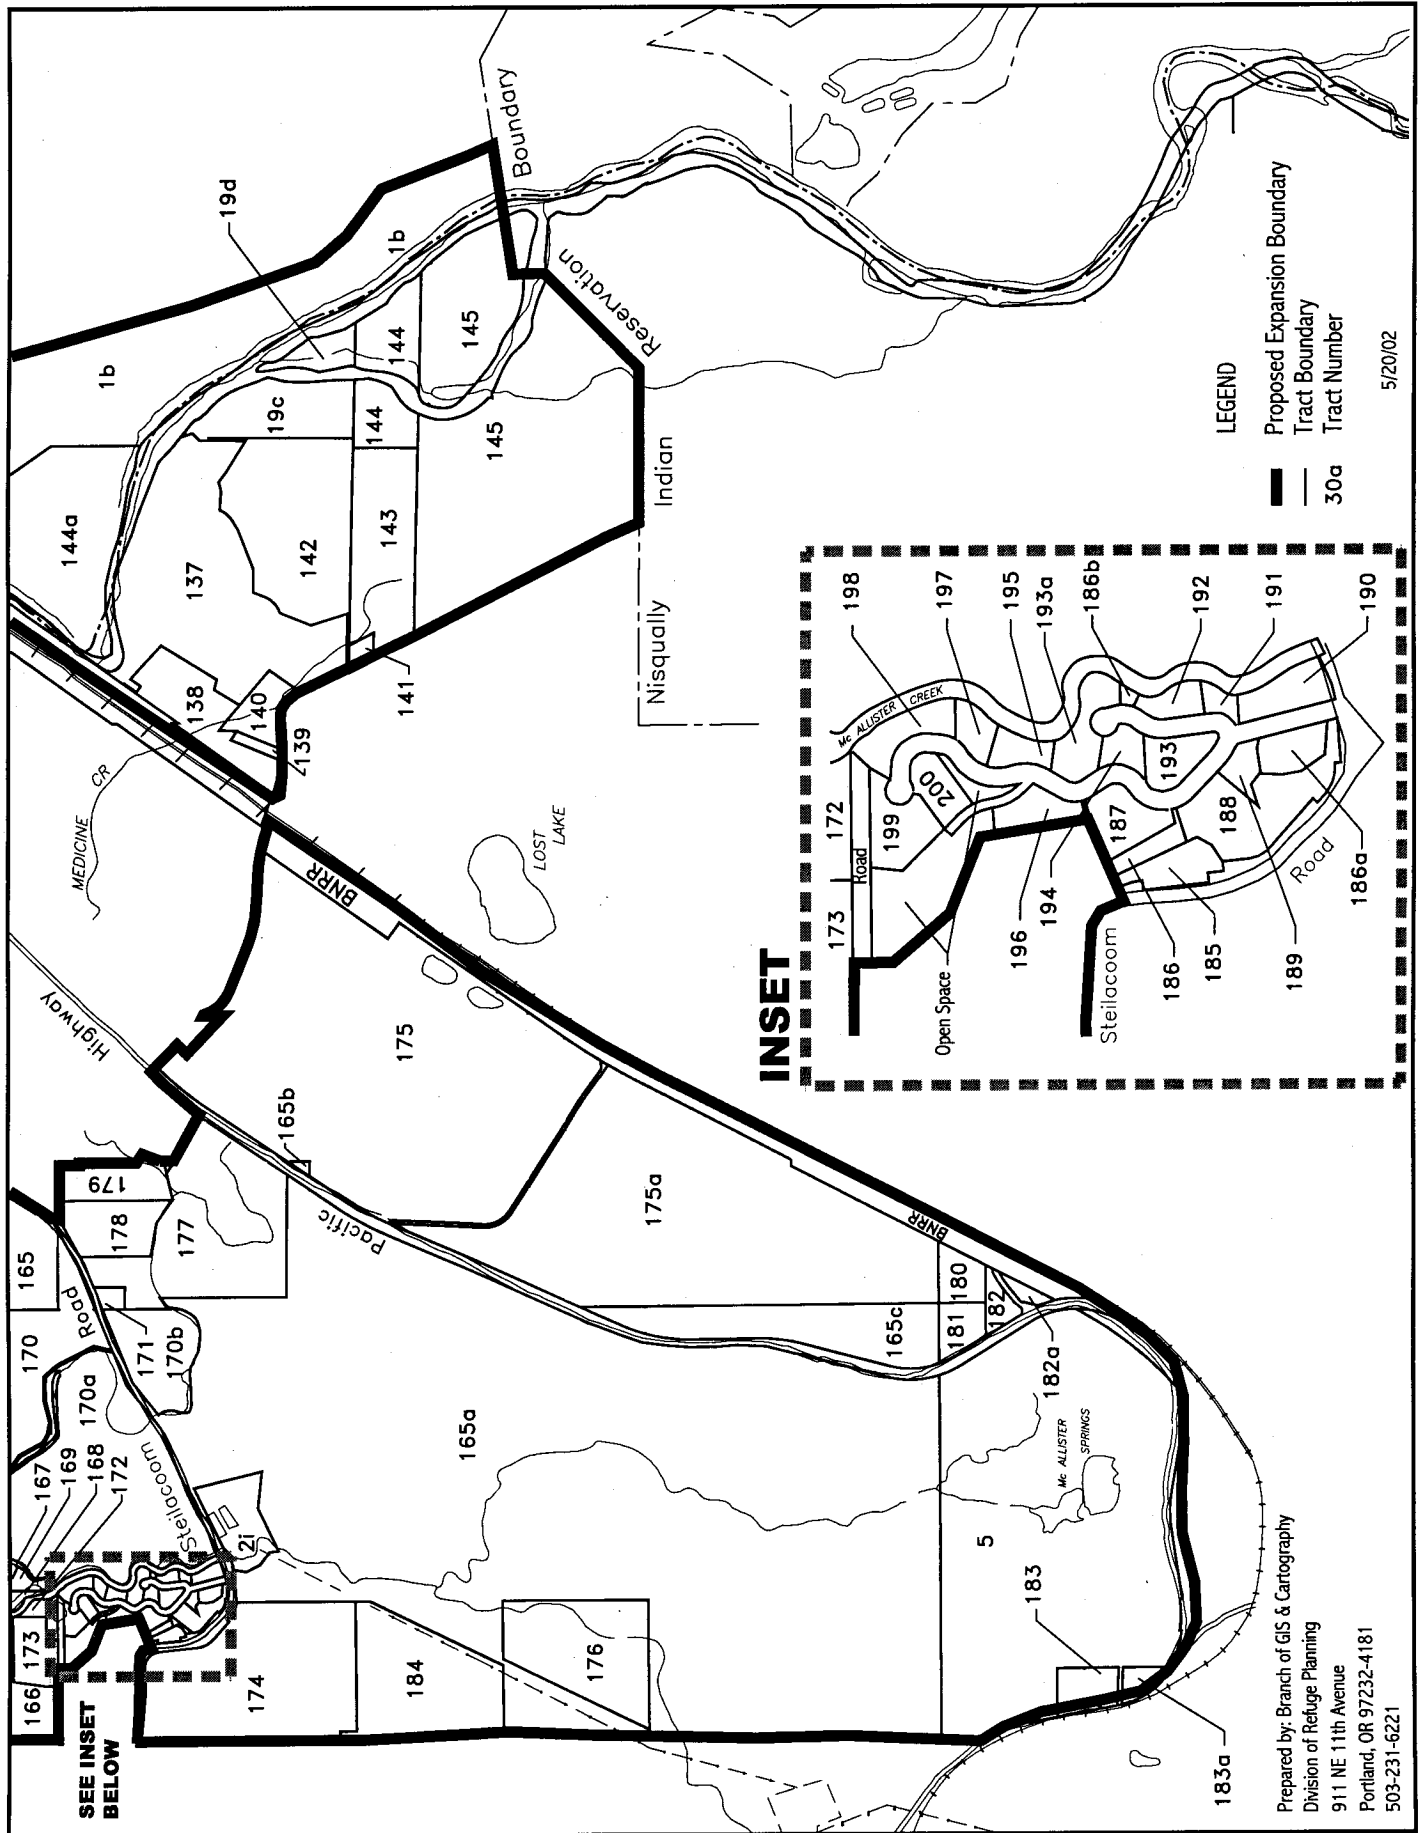 166
173
167
169
168
172
170a
170
165
Road
Steilacoom
171
170b
178
179
177
2i
SEE INSET
BELOW
174
184
176
165a
165b
Pacific
Highway
175
175a
165c
BNRR
BNRR
180
181
182
182a
5
Mc ALLISTER
SPRINGS
183
183a
MEDICINE
CR
LOST
LAKE
139
140
138
141
137
144a
142
143
19c
144
144
145
145
1b
1b
19d
Boundary
Reservation
Indian
Nisqually
INSET
173
172
Road
199
200
Mc ALLISTER CREEK
198
197
195
193a
186b
192
191
190
Open Space
196
194
187
193
188
186
185
189
186a
Steilacoom
Road
LEGEND
Proposed Expansion Boundary
Tract Boundary
30a Tract Number
5/20/02
Prepared by: Branch of GIS & Cartography
Division of Refuge Planning
911 NE 11th Avenue
Portland, OR 97232-4181
503-231-6221